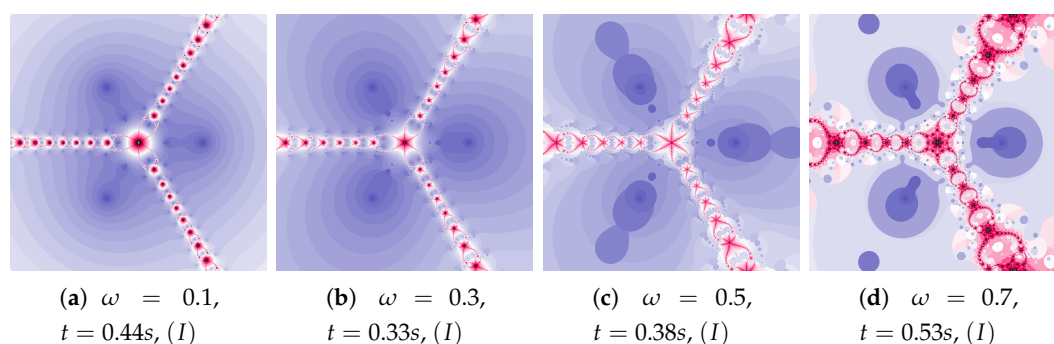 (a) ω = 0.1,
t = 0.44s, (I)
(b) ω = 0.3,
t = 0.33s, (I)
(c) ω = 0.5,
t = 0.38s, (I)
(d) ω = 0.7,
t = 0.53s, (I)